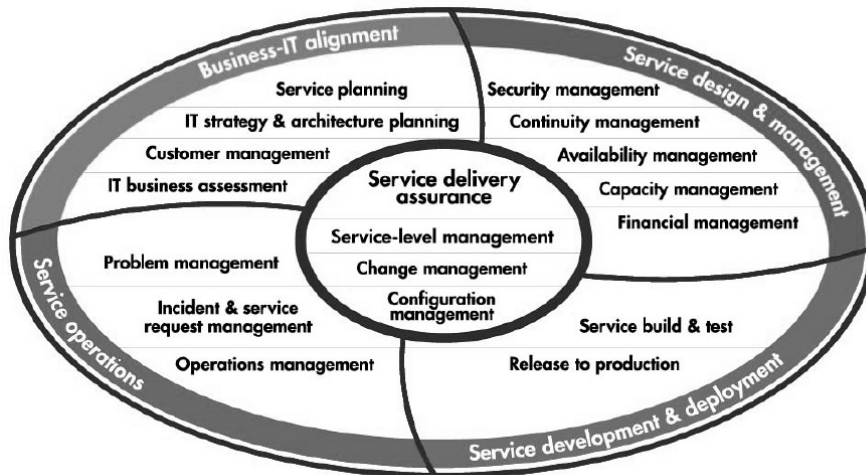 Business-IT alignment
Service planning
IT strategy & architecture planning
Customer management
IT business assessment
Service design & management
Security management
Continuity management
Availability management
Capacity management
Financial management
Service delivery
assurance
Service-level management
Change management
Configuration
management
Service operations
Problem management
Incident & service
request management
Operations management
Service build & test
Release to production
Service development & deployment